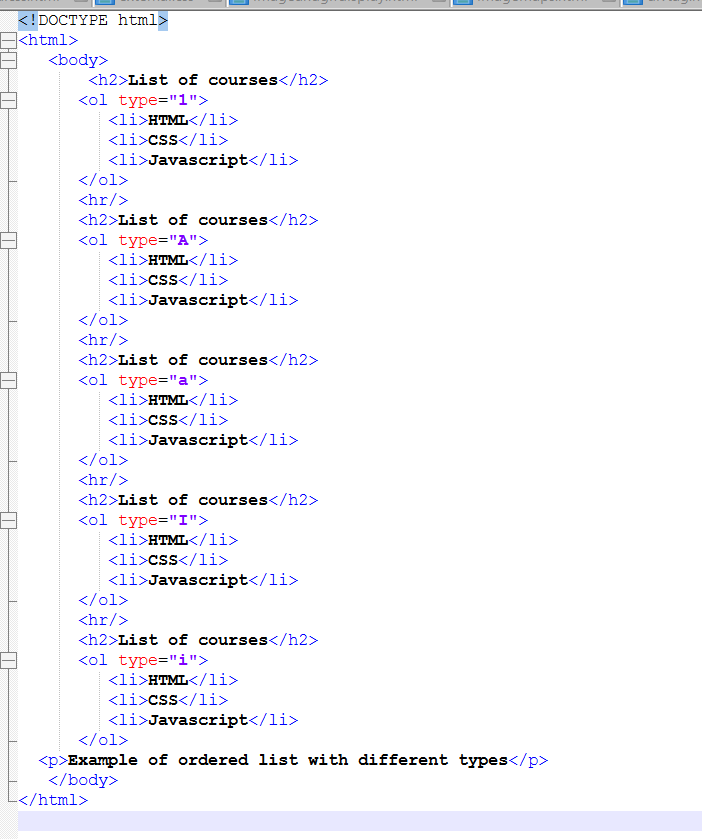 <!DOCTYPE html>
<html>
<body>
<h2>List of courses</h2>
<ol type="1">
<li>HTML</li>
<li>CSS</li>
<li>Javascript</li>
</ol>
<hr/>
<h2>List of courses</h2>
<ol type="A">
<li>HTML</li>
<li>CSS</li>
<li>Javascript</li>
</ol>
<hr/>
<h2>List of courses</h2>
<ol type="a">
<li>HTML</li>
<li>CSS</li>
<li>Javascript</li>
</ol>
<hr/>
<h2>List of courses</h2>
<ol type="I">
<li>HTML</li>
<li>CSS</li>
<li>Javascript</li>
</ol>
<hr/>
<h2>List of courses</h2>
<ol type="i">
<li>HTML</li>
<li>CSS</li>
<li>Javascript</li>
</ol>
<p>Example of ordered list with different types</p>
</body>
</html>